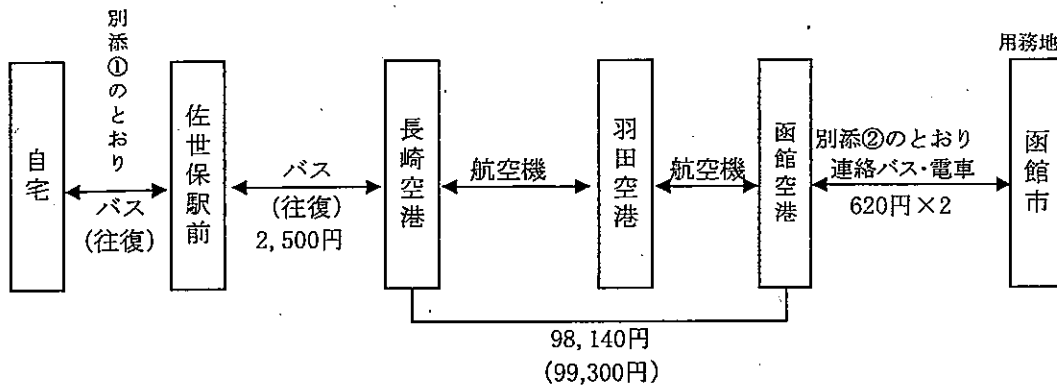 別添①のとおり
自宅
バス
(往復)
佐世保駅前
バス
(往復)
2,500円
長崎空港
航空機
羽田空港
航空機
函館空港
別添②のとおり
連絡バス・電車
620円×2
用務地
函館市
98,140円
(99,300円)